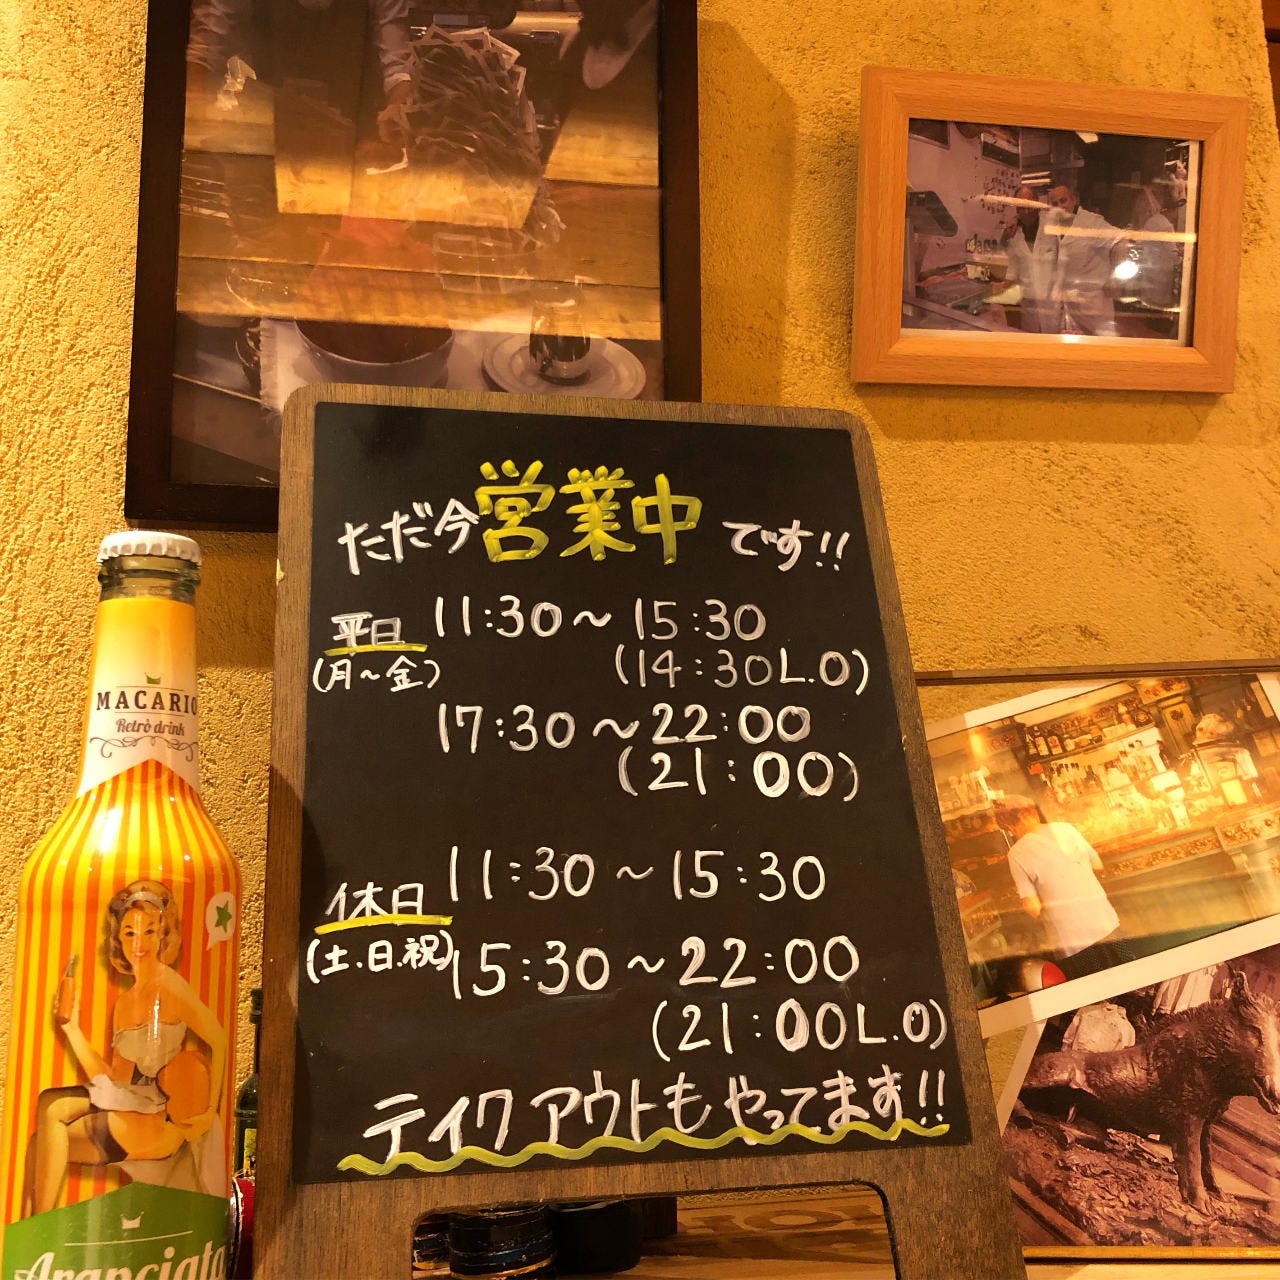 ただ今営業中です!!
平日 11:30〜15:30
(月〜金) (14:30L.O)
17:30〜22:00
(21:00)
休日 11:30〜15:30
(土.日.祝) 15:30〜22:00
(21:00L.O)
テイクアウトもやってます!!
MACARIO
Retrò drink
Aranciata